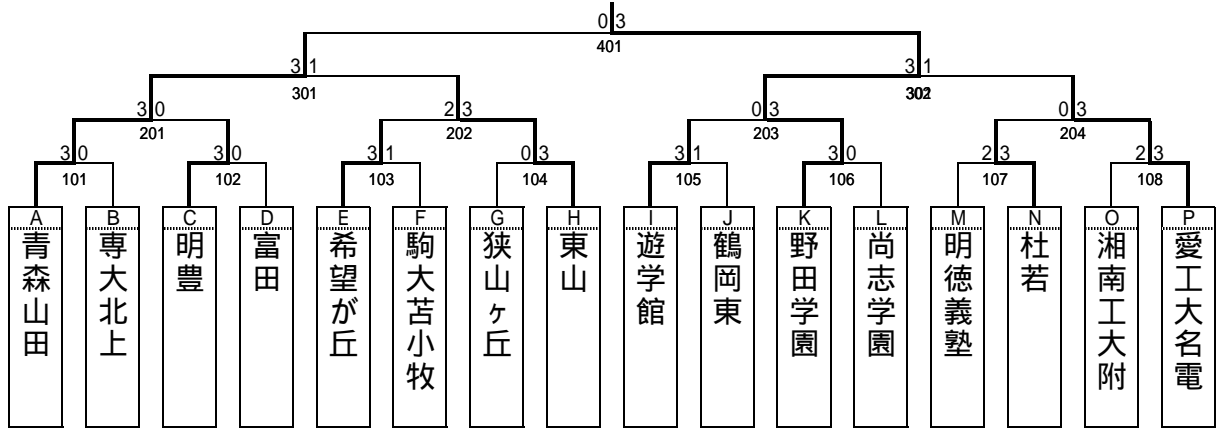 0 3
401
3 1
301
3 1
302
3 0
201
2 3
202
0 3
203
0 3
204
3 0
101
3 0
102
3 1
103
0 3
104
3 1
105
3 0
106
2 3
107
2 3
108
A
青森山田
B
専大北上
C
明豊
D
富田
E
希望が丘
F
駒大苫小牧
G
狭山ヶ丘
H
東山
I
遊学館
J
鶴岡東
K
野田学園
L
尚志学園
M
明徳義塾
N
杜若
O
湘南工大附
P
愛工大名電